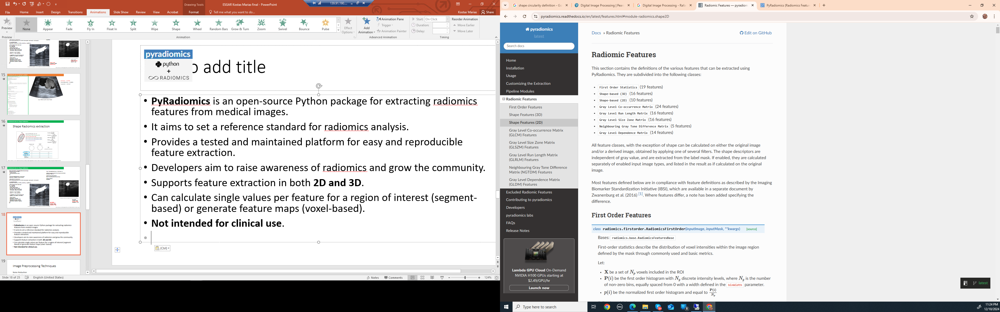 Drawing Tools
ESGAR Kostas Marias final - PowerPoint
139.91.190....
File
Home
Insert
Design
Transitions
Animations
Slide Show
Review
View
Acrobat
Format
Tell me what you want to do...
Kostas Marias
Share
Preview
None
Appear
Fade
Fly In
Float In
Split
Wipe
Shape
Wheel
Random Bars
Grow & Turn
Zoom
Swivel
Bounce
Pulse
Effect
Options
Add
Animation
Animation Pane
Trigger
Animation Painter
Start: On Click
Duration:
Delay:
Reorder Animation
Move Earlier
Move Later
Preview
Animation
Advanced Animation
Timing
15
16
Shape Radiomics extraction
17
18
19
Image Preprocessing Techniques
Noise Reduction
pyradiomics
python
+
RADIOMICS
o add title
• PyRadiomics is an open-source Python package for extracting radiomics
features from medical images.
• It aims to set a reference standard for radiomics analysis.
• Provides a tested and maintained platform for easy and reproducible
feature extraction.
• Developers aim to raise awareness of radiomics and grow the community.
• Supports feature extraction in both 2D and 3D.
• Can calculate single values per feature for a region of interest (segment-
based) or generate feature maps (voxel-based).
• Not intended for clinical use.
(Ctrl)
Slide 18 of 25
English (United States)
Notes
Comments
124%
shape circularity definition - Go
Digital Image Processing | Pear
Digital Image Processing - Rafa
Radiomic Features — pyradiom
PyRadiomics (Radiomics Featur
pyradiomics.readthedocs.io/en/latest/features.html#module-radiomics.shape2D
pyradiomics
latest
Search docs
Home
Installation
Usage
Customizing the Extraction
Pipeline Modules
Radiomic Features
First Order Features
Shape Features (3D)
Shape Features (2D)
Gray Level Co-occurrence Matrix
(GLCM) Features
Gray Level Size Zone Matrix
(GLSZM) Features
Gray Level Run Length Matrix
(GLRLM) Features
Neighbouring Gray Tone Difference
Matrix (NGTDM) Features
Gray Level Dependence Matrix
(GLDM) Features
Excluded Radiomic Features
Contributing to pyradiomics
Developers
pyradiomics labs
FAQs
Release Notes
Lambda GPU Cloud On-Demand
NVIDIA H100 GPUs starting at
$2.49/GPU/hr
Launch now
Docs » Radiomic Features
Edit on GitHub
Radiomic Features
This section contains the definitions of the various features that can be extracted using
PyRadiomics. They are subdivided into the following classes:
• First Order Statistics (19 features)
• Shape-based (3D) (16 features)
• Shape-based (2D) (10 features)
• Gray Level Co-occurrence Matrix (24 features)
• Gray Level Run Length Matrix (16 features)
• Gray Level Size Zone Matrix (16 features)
• Neighbouring Gray Tone Difference Matrix (5 features)
• Gray Level Dependence Matrix (14 features)
All feature classes, with the exception of shape can be calculated on either the original image
and/or a derived image, obtained by applying one of several filters. The shape descriptors are
independent of gray value, and are extracted from the label mask. If enabled, they are calculated
separately of enabled input image types, and listed in the result as if calculated on the original
image.
Most features defined below are in compliance with feature definitions as described by the Imaging
Biomarker Standardization Initiative (IBSI), which are available in a separate document by
Zwanenburg et al. (2016) [1]. Where features differ, a note has been added specifying the
difference.
First Order Features
class radiomics.firstorder.RadiomicsFirstOrder(inputImage, inputMask, **kwargs) [source]
Bases: radiomics.base.RadiomicsFeaturesBase
First-order statistics describe the distribution of voxel intensities within the image region
defined by the mask through commonly used and basic metrics.
Let:
• X be a set of Np voxels included in the ROI
• P(i) be the first order histogram with Ng discrete intensity levels, where Ng is the number
of non-zero bins, equally spaced from 0 with a width defined in the binWidth parameter.
• p(i) be the normalized first order histogram and equal to P(i)/Np
latest
Type here to search
11:24 PM
12/10/2024